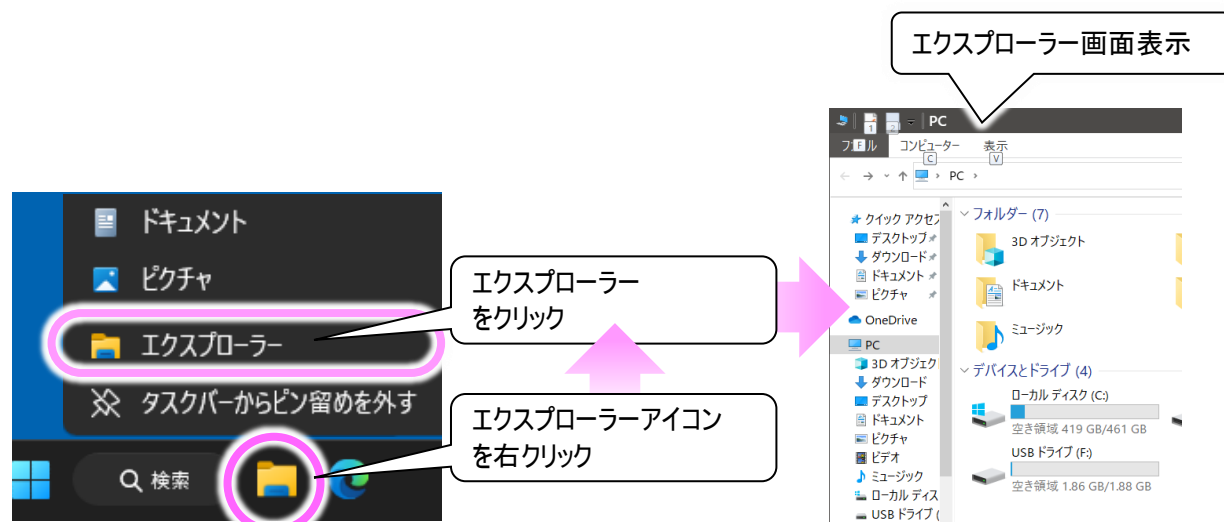 エクスプローラー画面表示
ドキュメント
ピクチャ
エクスプローラー
タスクバーからピン留めを外す
検索
エクスプローラー
をクリック
エクスプローラーアイコン
を右クリック
1 2 PC
F ル コンピューター 表示
C V
PC
クイック アクセ
デスクトップ
ダウンロード
ドキュメント
ピクチャ
OneDrive
PC
3D オブジェク
ダウンロード
デスクトップ
ドキュメント
ピクチャ
ビデオ
ミュージック
ローカル ディス
USB ドライブ (
フォルダー (7)
3D オブジェクト
ドキュメント
ミュージック
デバイスとドライブ (4)
ローカル ディスク (C:)
空き領域 419 GB/461 GB
USB ドライブ (F:)
空き領域 1.86 GB/1.88 GB